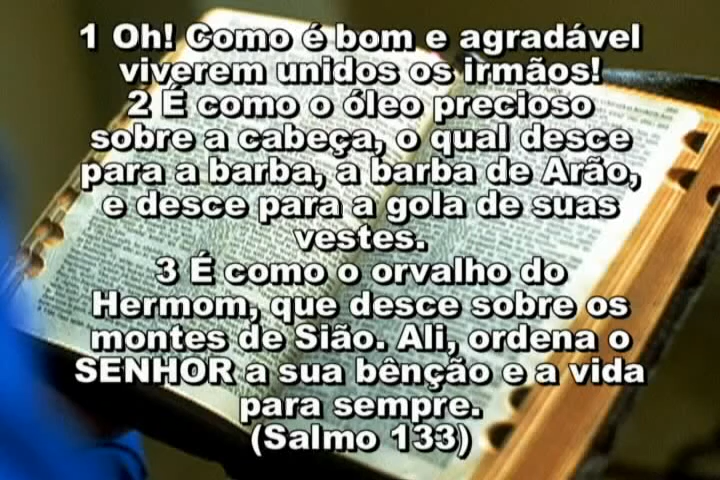 1 Oh! Como é bom e agradável
viverem unidos os irmãos!
2 É como o óleo precioso
sobre a cabeça, o qual desce
para a barba, a barba de Arão,
e desce para a gola de suas
vestes.
3 É como o orvalho do
Hermom, que desce sobre os
montes de Sião. Ali, ordena o
SENHOR a sua bênção e a vida
para sempre.
(Salmo 133)